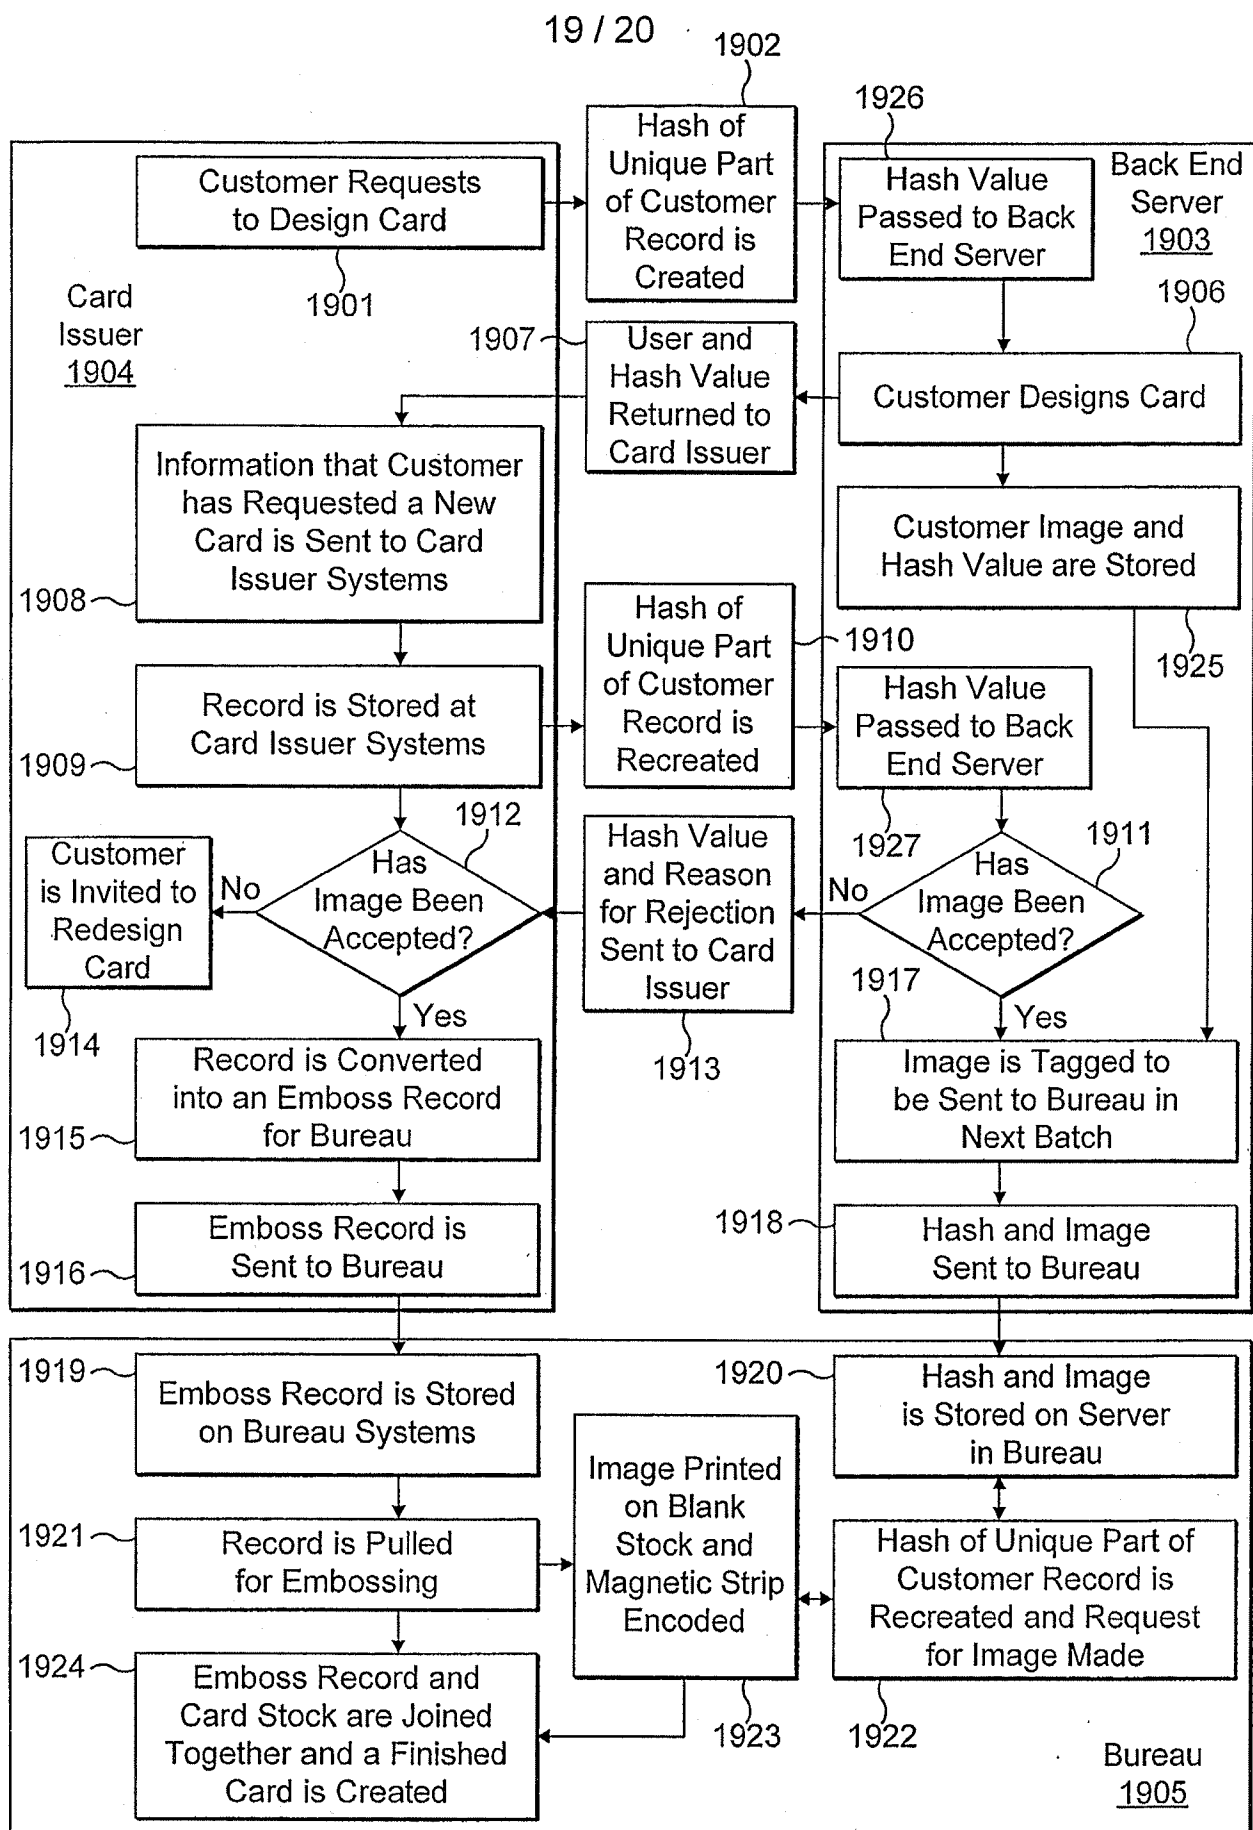 19 / 20
1902
1926
Hash of
Unique Part
of Customer
Record is
Created
Customer Requests
to Design Card
1901
Hash Value
Passed to Back
End Server
Back End
Server
1903
Card
Issuer
1904
1907
User and
Hash Value
Returned to
Card Issuer
1906
Customer Designs Card
Information that Customer
has Requested a New
Card is Sent to Card
Issuer Systems
1908
Customer Image and
Hash Value are Stored
1925
Hash of
Unique Part
of Customer
Record is
Recreated
1910
Record is Stored at
Card Issuer Systems
1909
Hash Value
Passed to Back
End Server
1927
1912
Has
Image Been
Accepted?
No
Customer
is Invited to
Redesign
Card
1914
Hash Value
and Reason
for Rejection
Sent to Card
Issuer
1913
No
Has
Image Been
Accepted?
1911
Yes
Yes
1917
Record is Converted
into an Emboss Record
for Bureau
1915
Image is Tagged to
be Sent to Bureau in
Next Batch
Emboss Record is
Sent to Bureau
1916
1918
Hash and Image
Sent to Bureau
1919
Emboss Record is Stored
on Bureau Systems
1920
Hash and Image
is Stored on Server
in Bureau
Image Printed
on Blank
Stock and
Magnetic Strip
Encoded
1923
1921
Record is Pulled
for Embossing
Hash of Unique Part of
Customer Record is
Recreated and Request
for Image Made
1922
1924
Emboss Record and
Card Stock are Joined
Together and a Finished
Card is Created
Bureau
1905